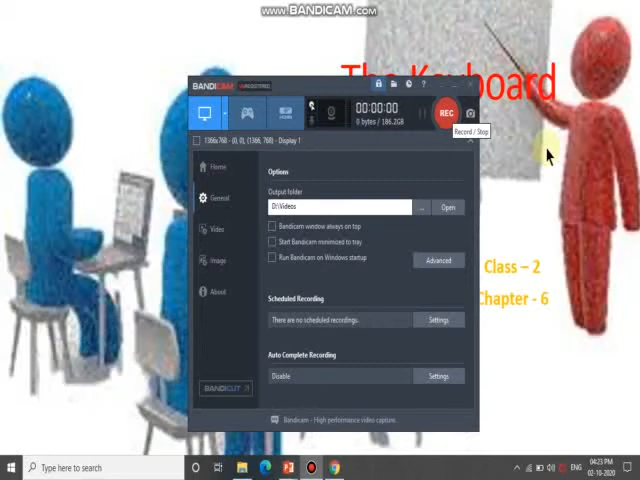 www.BANDICAM.com
The Keyboard
BANDICAM UNREGISTERED
00:00:00
0 bytes / 186.2GB
REC
Record / Stop
1366x768 - (0, 0), (1366, 768) - Display 1
Home
General
Video
Image
About
BANDICUT
Options
Output folder
D:\Videos
...
Open
Bandicam window always on top
Start Bandicam minimized to tray
Run Bandicam on Windows startup
Advanced
Scheduled Recording
There are no scheduled recordings.
Settings
Auto Complete Recording
Disable
Settings
Bandicam - High performance video capture.
Class – 2
Chapter - 6
Type here to search
ENG
04:23 PM
02-10-2020